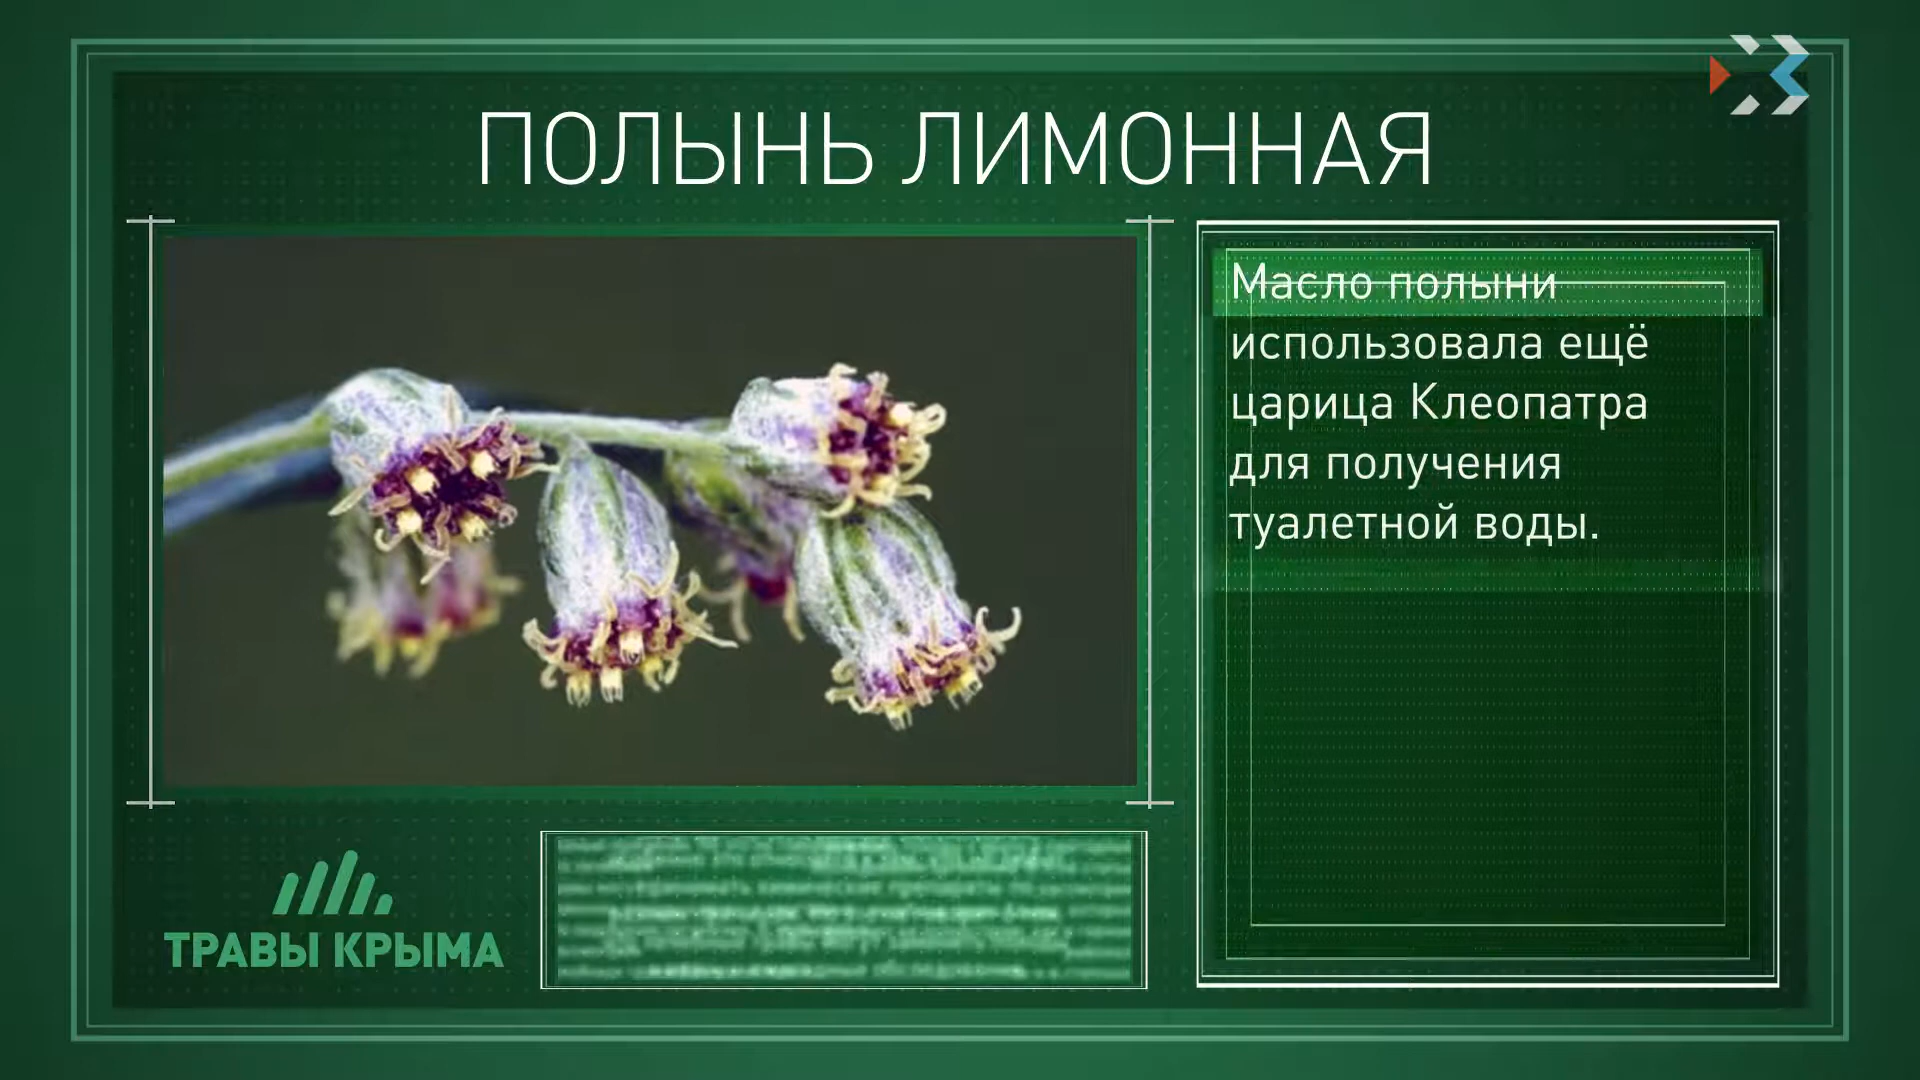 ПОЛЫНЬ ЛИМОННАЯ
Масло полыни
использовала ещё
царица Клеопатра
для получения
туалетной воды.
ТРАВЫ КРЫМА